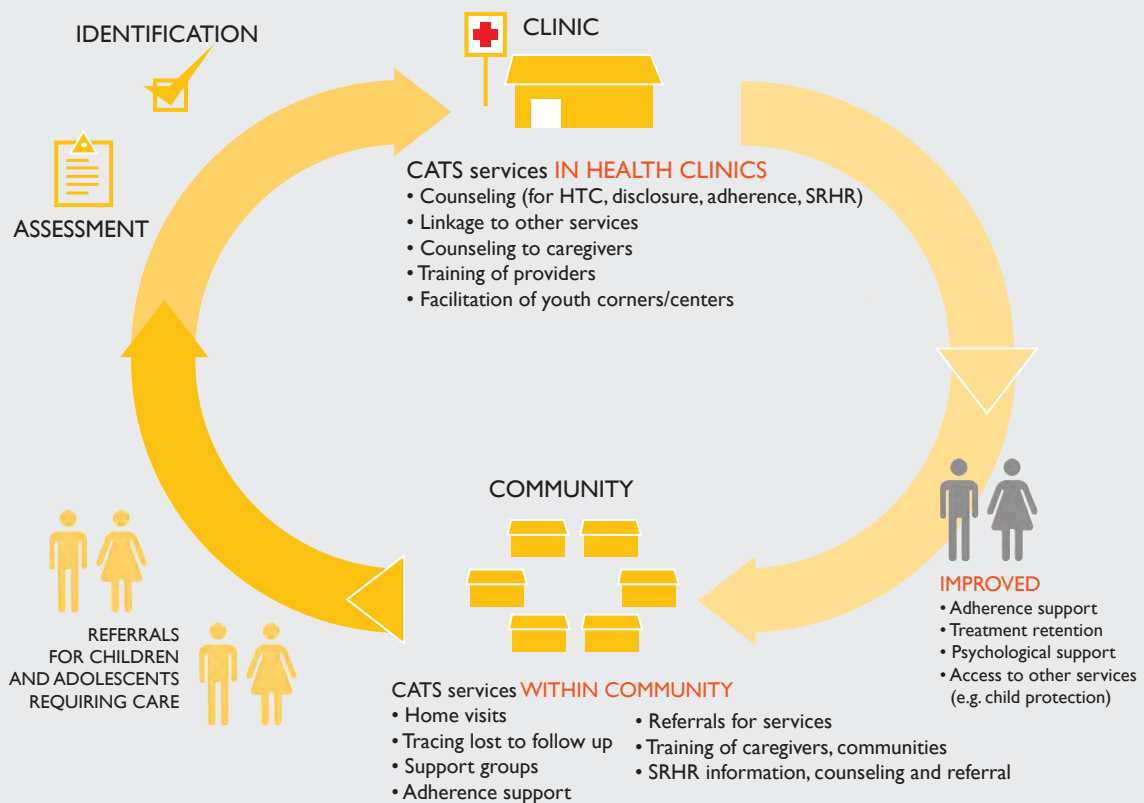 IDENTIFICATION
CLINIC
ASSESSMENT
CATS services IN HEALTH CLINICS
• Counseling (for HTC, disclosure, adherence, SRHR)
• Linkage to other services
• Counseling to caregivers
• Training of providers
• Facilitation of youth corners/centers
COMMUNITY
IMPROVED
• Adherence support
• Treatment retention
• Psychological support
• Access to other services
(e.g. child protection)
REFERRALS
FOR CHILDREN
AND ADOLESCENTS
REQUIRING CARE
CATS services WITHIN COMMUNITY
• Home visits
• Tracing lost to follow up
• Support groups
• Adherence support
• Referrals for services
• Training of caregivers, communities
• SRHR information, counseling and referral